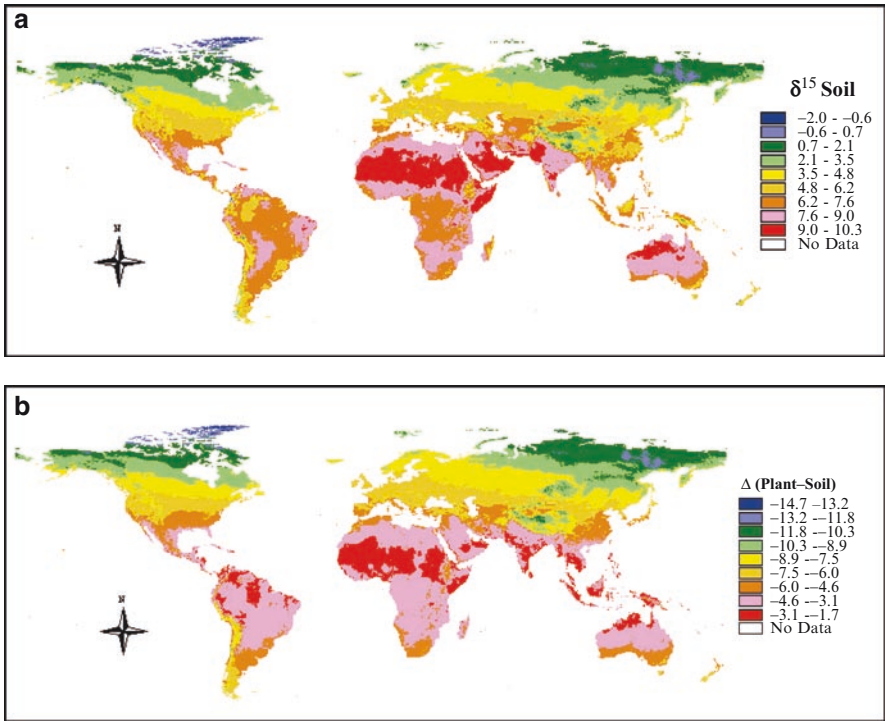 a
N
δ15 Soil
−2.0 - −0.6
−0.6 - 0.7
0.7 - 2.1
2.1 - 3.5
3.5 - 4.8
4.8 - 6.2
6.2 - 7.6
7.6 - 9.0
9.0 - 10.3
No Data
b
N
Δ (Plant–Soil)
−14.7 –13.2
−13.2 -–11.8
−11.8 -–10.3
−10.3 -–8.9
−8.9 -–7.5
−7.5 -–6.0
−6.0 -–4.6
−4.6 -–3.1
−3.1 -–1.7
No Data